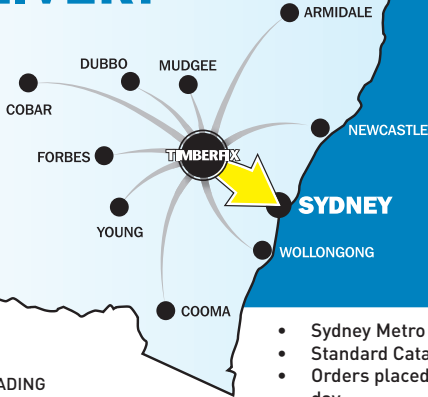 ARMIDALE
DUBBO
MUDGEE
COBAR
NEWCASTLE
TIMBERFIX
FORBES
SYDNEY
YOUNG
WOLLONGONG
COOMA
• Sydney Metro
• Standard Cata
• Orders placed
ADING